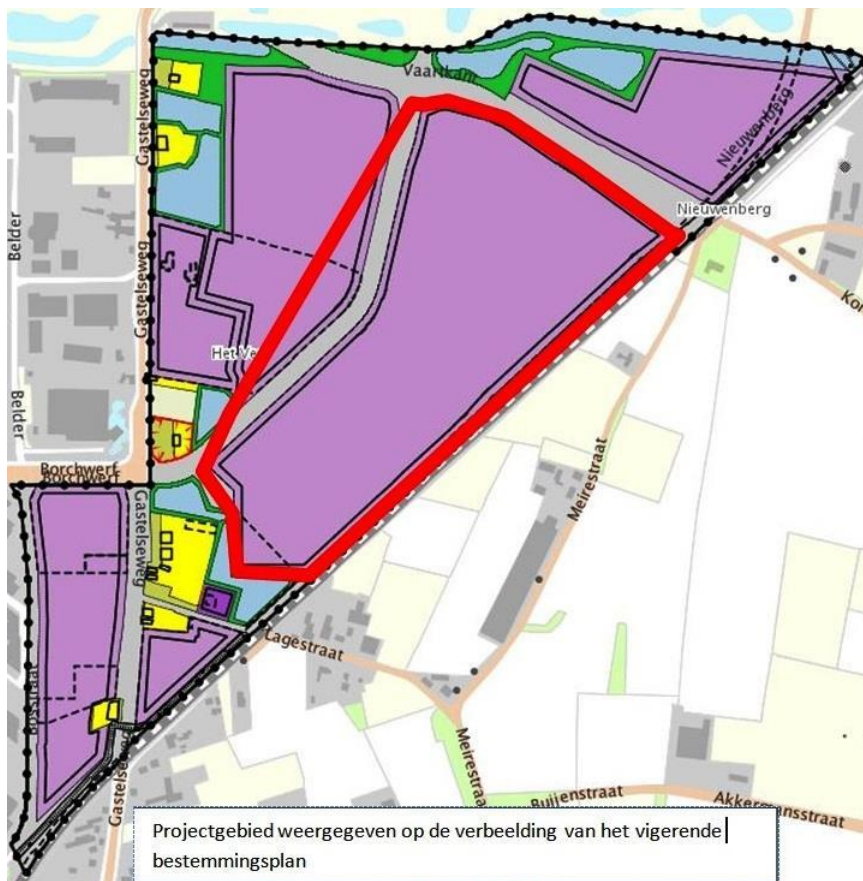 Vaartkant
Gastelseweg
Nieuwenberg
Nieuwenberg
Belder
Gastelseweg
Het Ve
Belder
Meirestraat
Borchwerf
Borchwerf
Gastelseweg
Lagestraat
Bosstraat
Meirestraat
Gastelseweg
Buijenstraat
Akkermansstraat
Projectgebied weergegeven op de verbeelding van het vigerende
bestemmingsplan